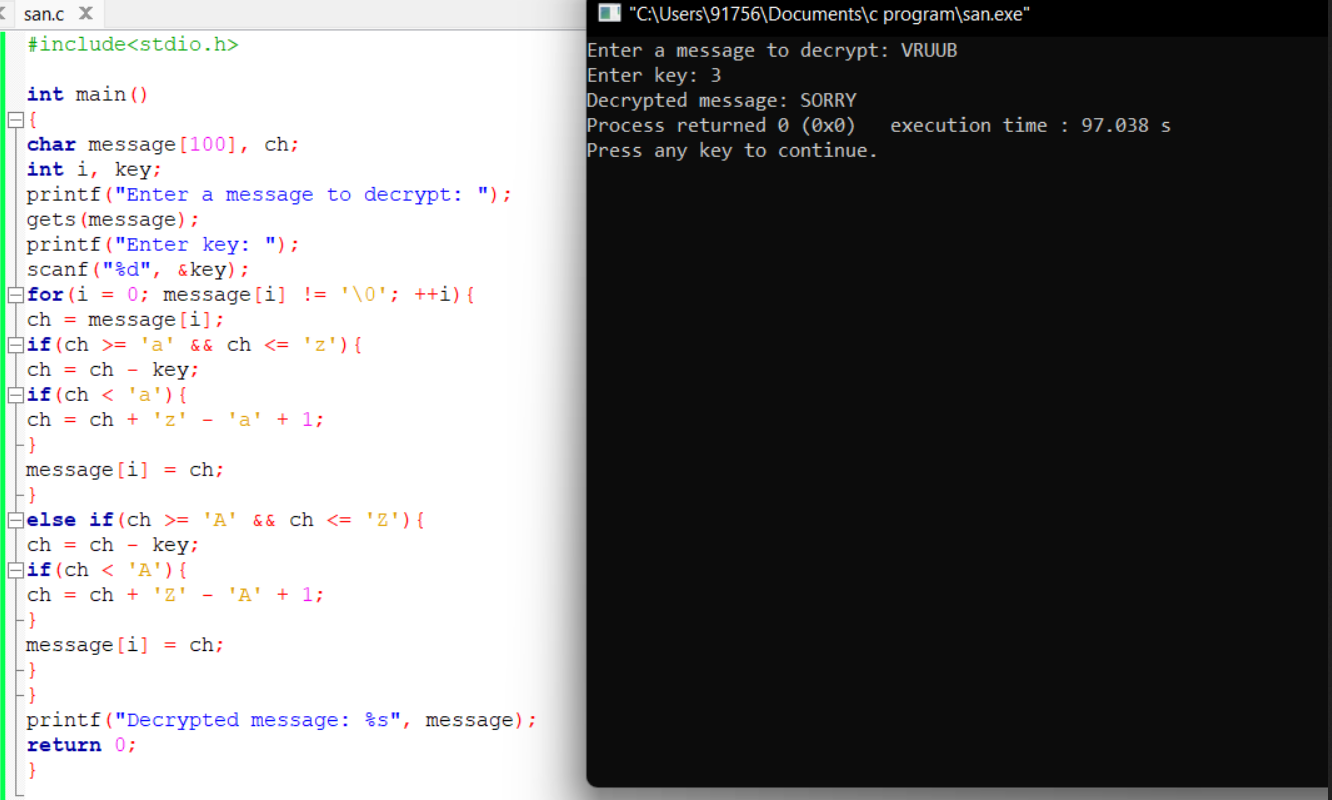 san.c X
#include<stdio.h>
int main()
{
char message[100], ch;
int i, key;
printf("Enter a message to decrypt: ");
gets(message);
printf("Enter key: ");
scanf("%d", &key);
for(i = 0; message[i] != '\0'; ++i){
ch = message[i];
if(ch >= 'a' && ch <= 'z'){
ch = ch - key;
if(ch < 'a'){
ch = ch + 'z' - 'a' + 1;
}
message[i] = ch;
}
else if(ch >= 'A' && ch <= 'Z'){
ch = ch - key;
if(ch < 'A'){
ch = ch + 'Z' - 'A' + 1;
}
message[i] = ch;
}
}
printf("Decrypted message: %s", message);
return 0;
}
"C:\Users\91756\Documents\c program\san.exe"
Enter a message to decrypt: VRUUB
Enter key: 3
Decrypted message: SORRY
Process returned 0 (0x0)   execution time : 97.038 s
Press any key to continue.